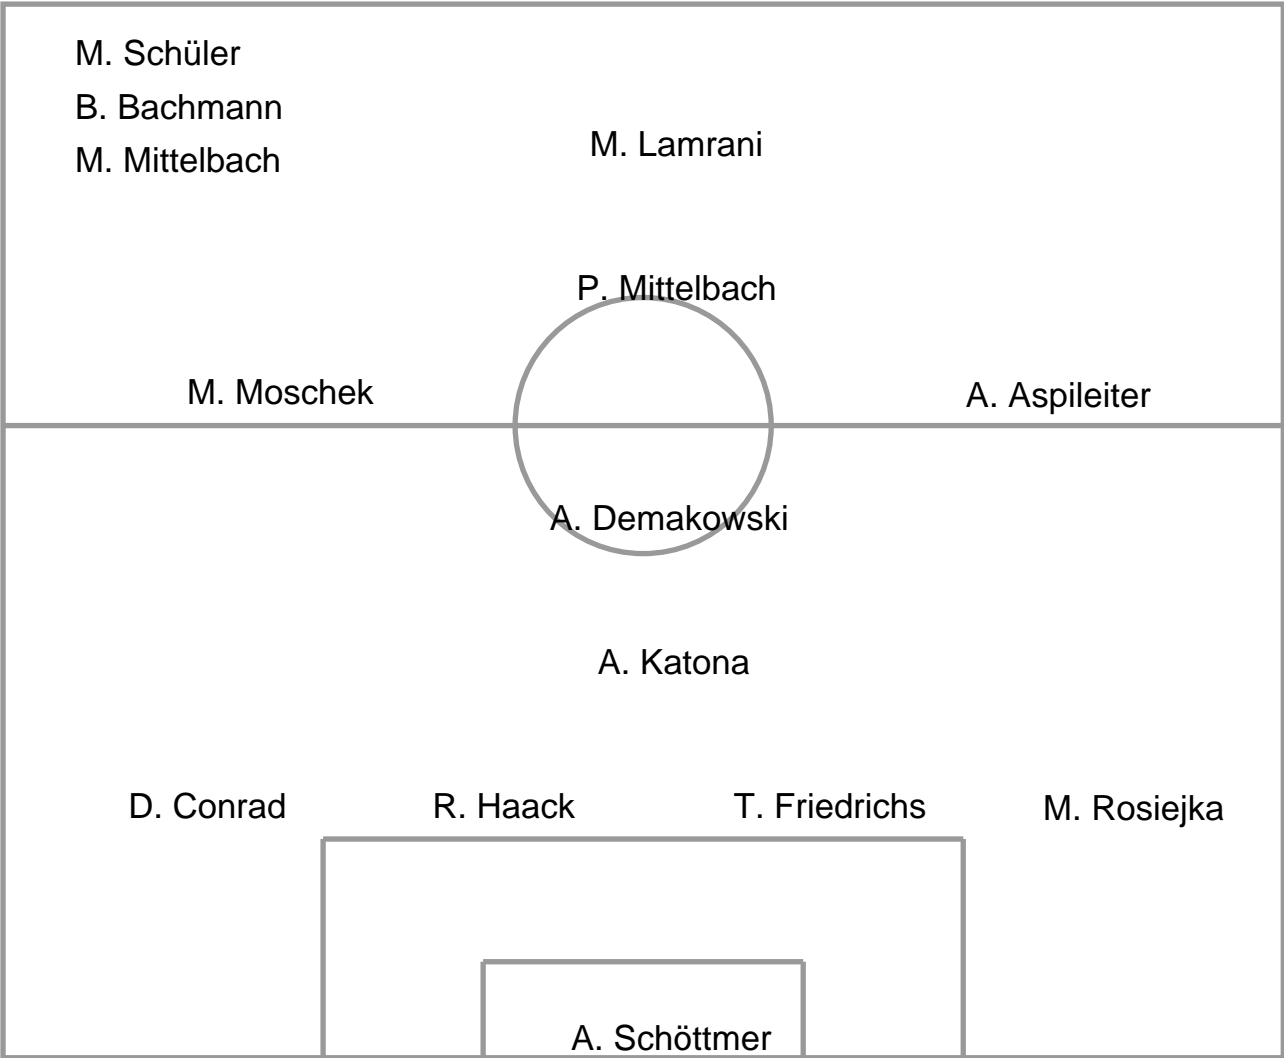 M. Schüler
B. Bachmann
M. Mittelbach
M. Lamrani
P. Mittelbach
M. Moschek
A. Aspileiter
A. Demakowski
A. Katona
D. Conrad
R. Haack
T. Friedrichs
M. Rosiejka
A. Schöttmer